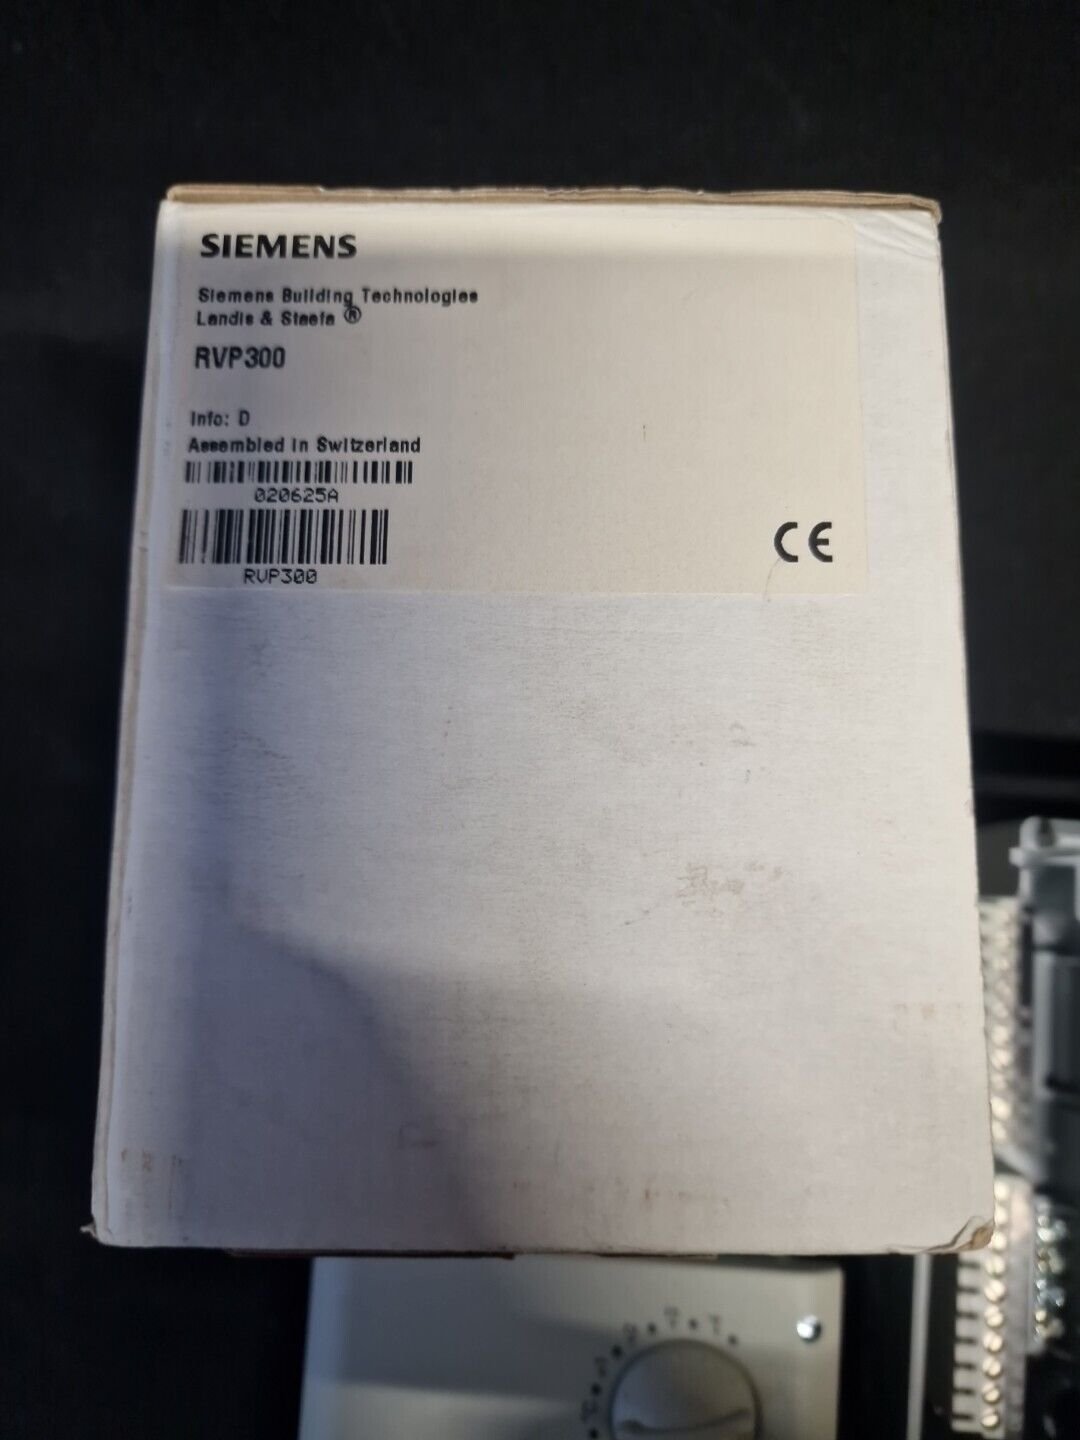 SIEMENS
Siemens Building Technologies
Landis & Staefa ®
RVP300
Info: D
Assembled in Switzerland
020625A
RVP300
CE